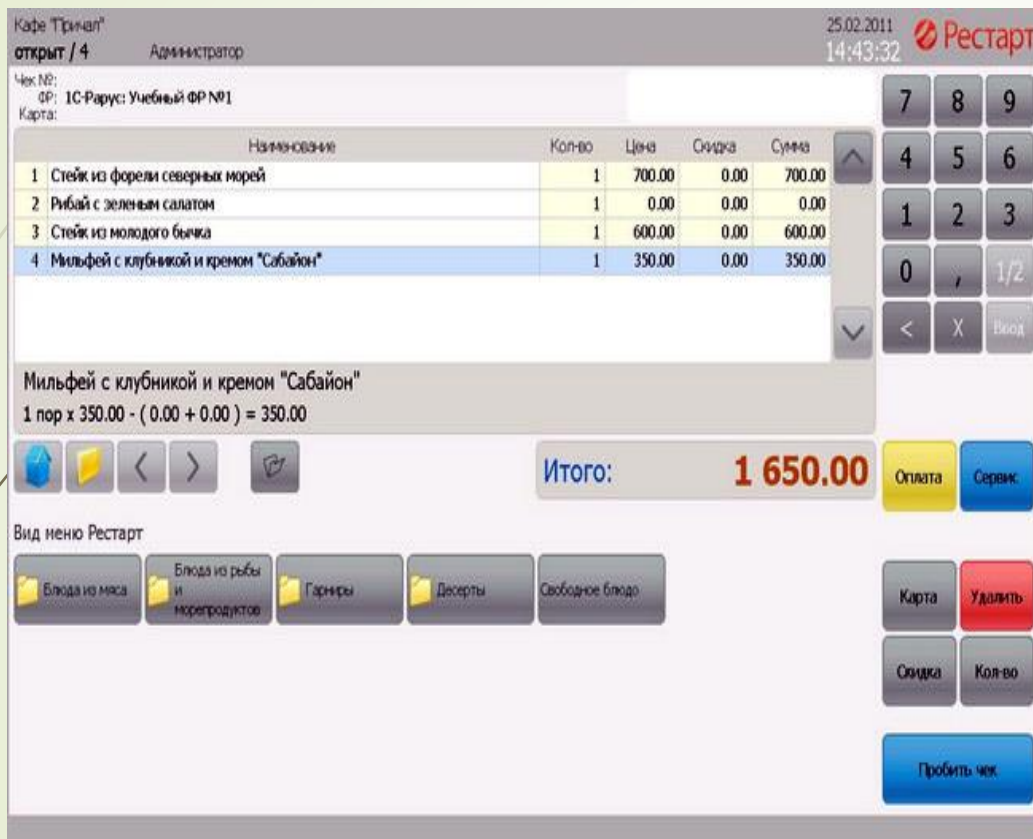 Кафе "Причал"
25.02.2011
открыт / 4 Администратор
14:43:32
Рестарт
Чек №:
ФР: 1С-Рарус: Учебный ФР №1
Карта:
Наименование Кол-во Цена Скидка Сумма
1 Стейк из форели северных морей 1 700.00 0.00 700.00
2 Рибай с зеленым салатом 1 0.00 0.00 0.00
3 Стейк из молодого бычка 1 600.00 0.00 600.00
4 Мильфей с клубникой и кремом "Сабайон" 1 350.00 0.00 350.00
Мильфей с клубникой и кремом "Сабайон"
1 пор x 350.00 - ( 0.00 + 0.00 ) = 350.00
Итого: 1 650.00
7 8 9
4 5 6
1 2 3
0 , 1/2
< X Ввод
Оплата Сервис
Вид меню Рестарт
Блюда из мяса
Блюда из рыбы
и
морепродуктов
Гарниры
Десерты
Свободное блюдо
Карта Удалить
Скидка Кол-во
Пробить чек